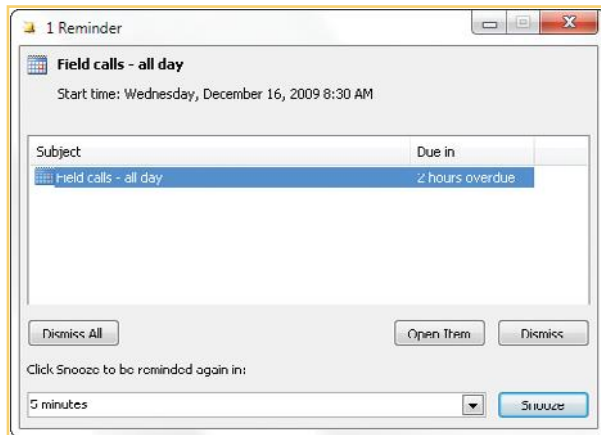 1 Reminder
Field calls - all day
Start time: Wednesday, December 16, 2009 8:30 AM
Subject Due in
Field calls - all day 2 hours overdue
Dismiss All Open Item Dismiss
Click Snooze to be reminded again in:
5 minutes Snooze